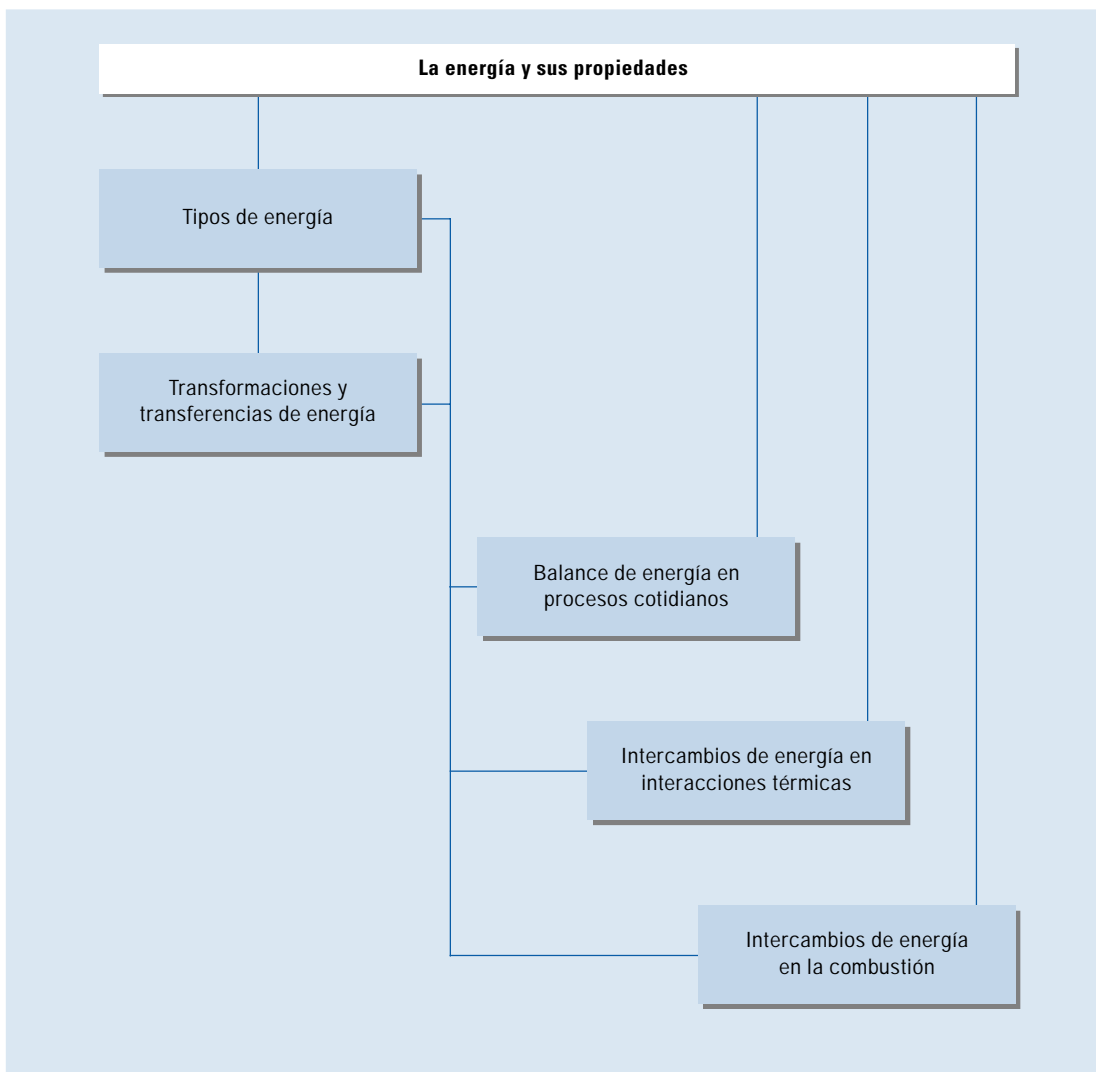 La energía y sus propiedades
Tipos de energía
Transformaciones y
transferencias de energía
Balance de energía en
procesos cotidianos
Intercambios de energía en
interacciones térmicas
Intercambios de energía
en la combustión